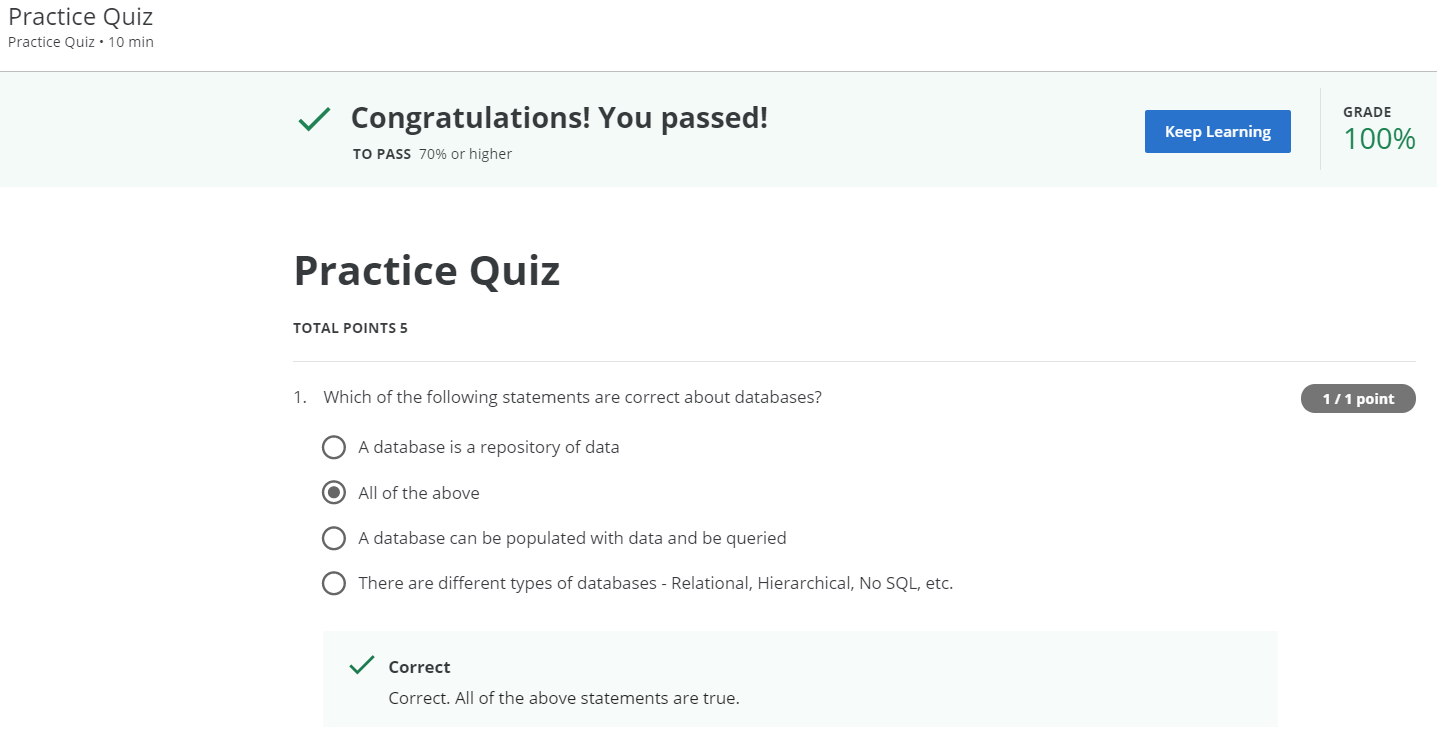 Practice Quiz
Practice Quiz • 10 min
Congratulations! You passed!
TO PASS 70% or higher
Keep Learning
GRADE
100%
Practice Quiz
TOTAL POINTS 5
1. Which of the following statements are correct about databases?
1 / 1 point
A database is a repository of data
All of the above
A database can be populated with data and be queried
There are different types of databases - Relational, Hierarchical, No SQL, etc.
Correct
Correct. All of the above statements are true.